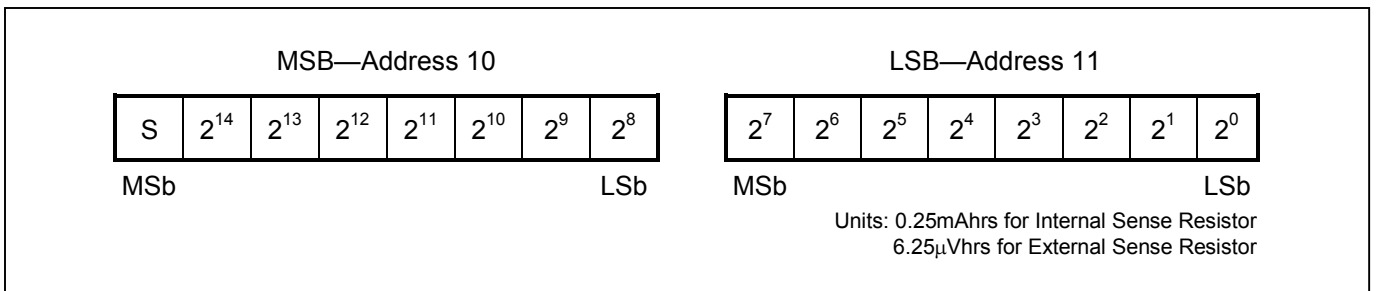 MSB—Address 10 LSB—Address 11
S 2^14 2^13 2^12 2^11 2^10 2^9 2^8 2^7 2^6 2^5 2^4 2^3 2^2 2^1 2^0
MSb LSb MSb LSb
Units: 0.25mAhrs for Internal Sense Resistor
6.25μVhrs for External Sense Resistor